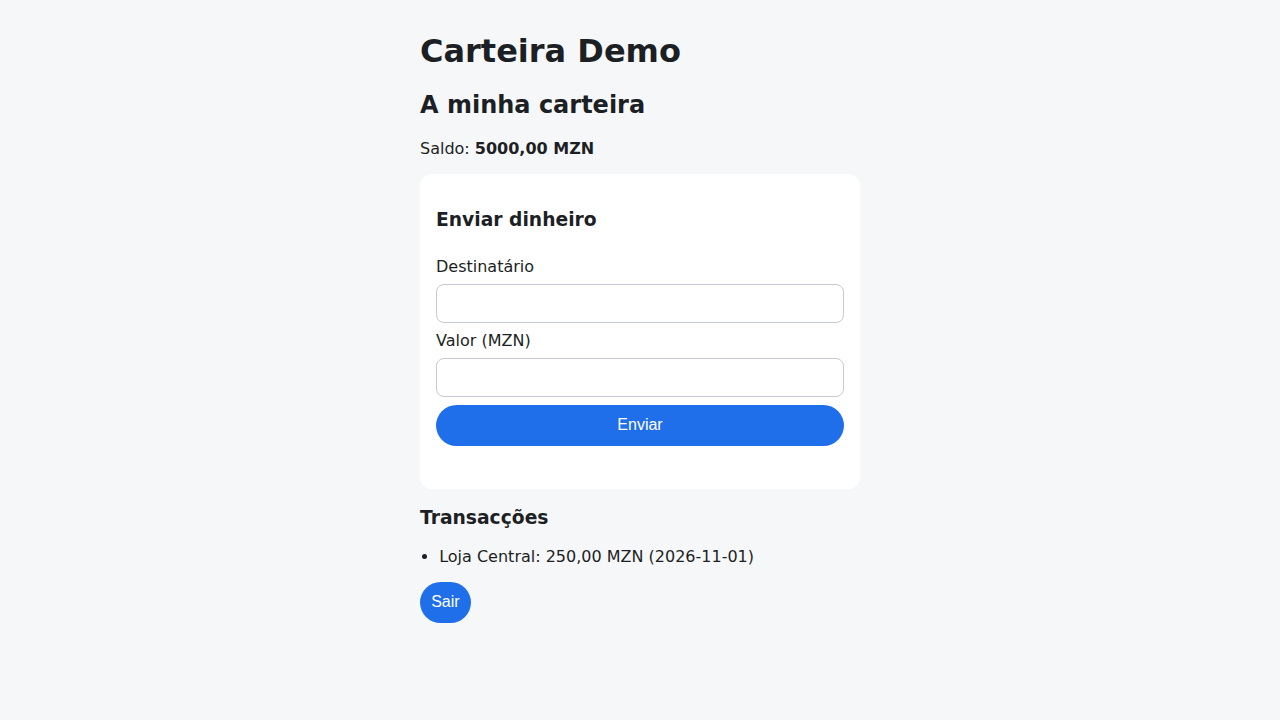 Carteira Demo
A minha carteira
Saldo: 5000,00 MZN
Enviar dinheiro
Destinatário
Valor (MZN)
Enviar
Transacções
• Loja Central: 250,00 MZN (2026-11-01)
Sair